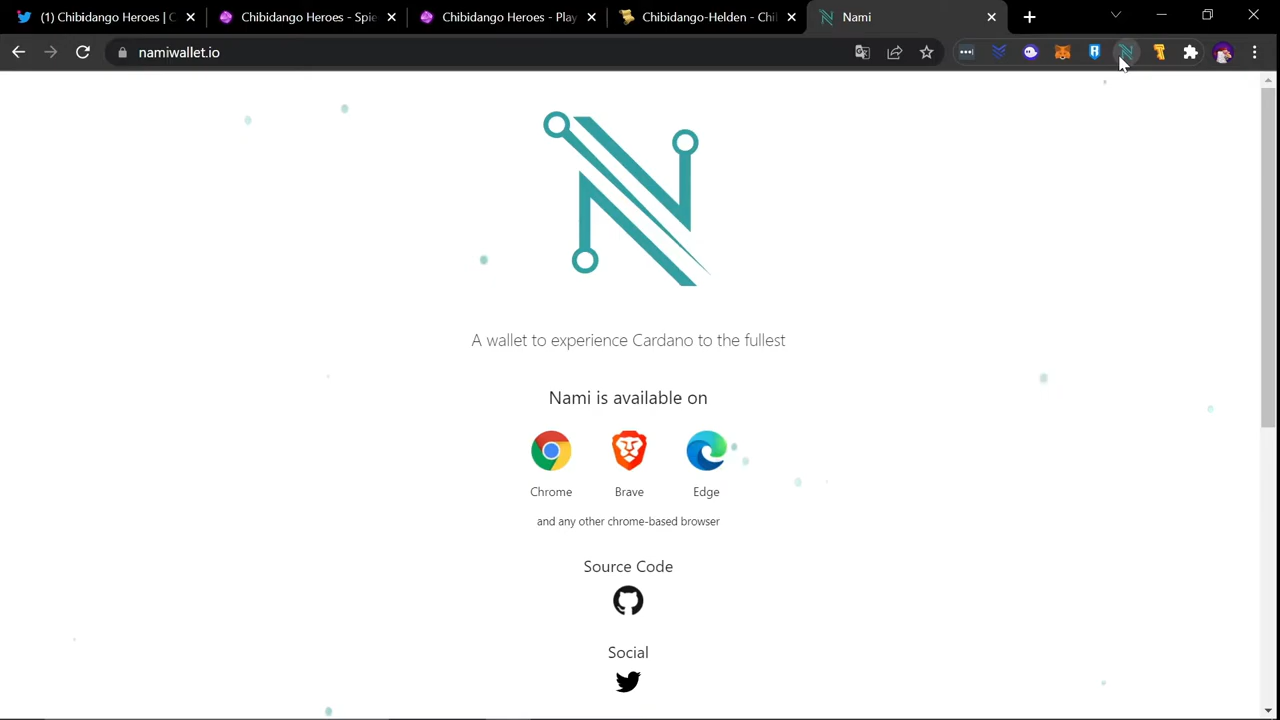 (1) Chibidango Heroes | C
Chibidango Heroes - Spie
Chibidango Heroes - Play
Chibidango-Helden - Chi
Nami
namiwallet.io
A wallet to experience Cardano to the fullest
Nami is available on
Chrome
Brave
Edge
and any other chrome-based browser
Source Code
Social